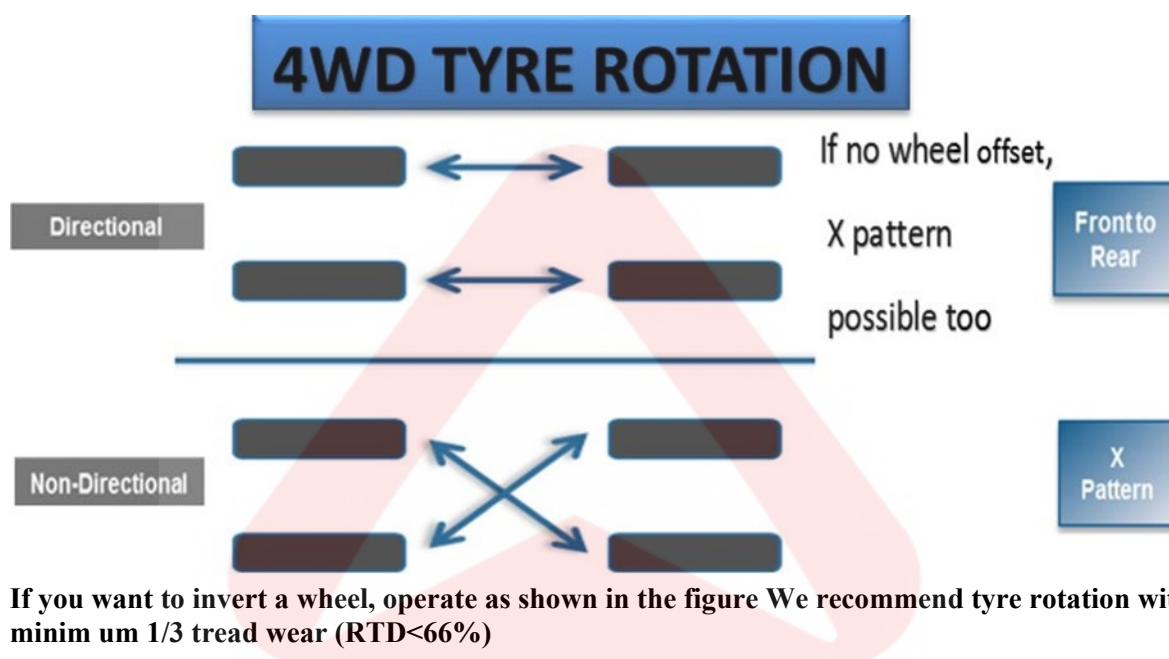 4WD TYRE ROTATION
If no wheel offset,
Directional
X pattern
Front to
Rear
possible too
Non-Directional
X
Pattern
If you want to invert a wheel, operate as shown in the figure We recommend tyre rotation wit
minim um 1/3 tread wear (RTD<66%)